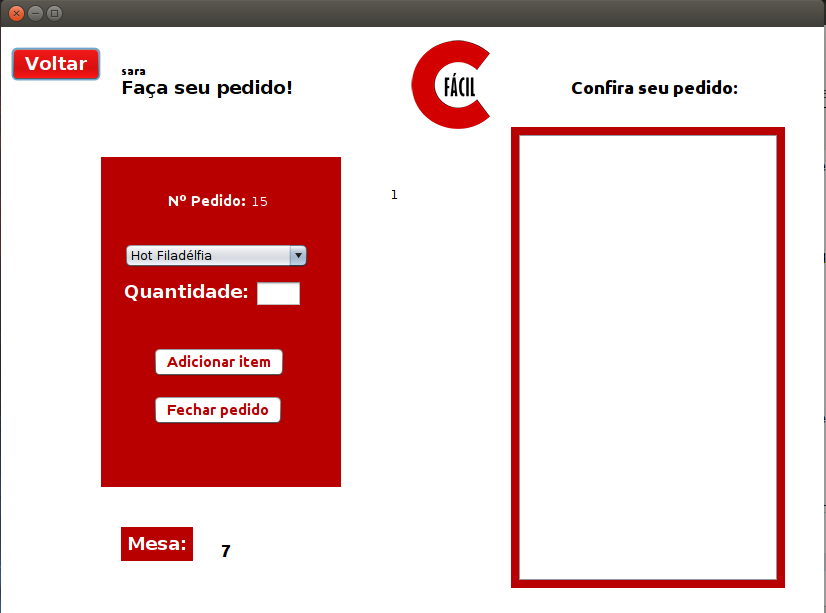 Voltar
sara
Faça seu pedido!
FÁCIL
Confira seu pedido:
Nº Pedido: 15
1
Hot Filadélfia
Quantidade:
Adicionar item
Fechar pedido
Mesa: 7